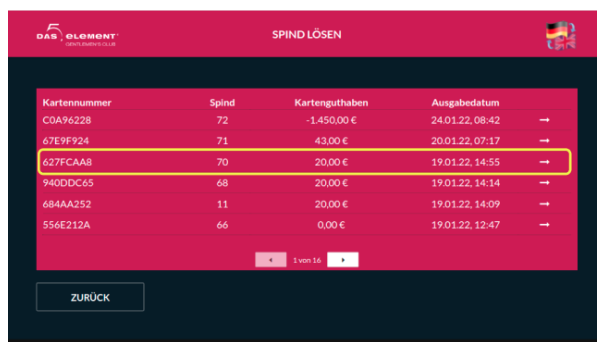 DAS 5. eLement
GENTLEMEN'S CLUB
SPIND LÖSEN
Kartennummer Spind Kartenguthaben Ausgabedatum
C0A96228 72 -1.450,00 € 24.01.22, 08:42 →
67E9F924 71 43,00 € 20.01.22, 07:17 →
627FCAA8 70 20,00 € 19.01.22, 14:55 →
940DDC65 68 20,00 € 19.01.22, 14:14 →
684AA252 11 20,00 € 19.01.22, 14:09 →
556E212A 66 0,00 € 19.01.22, 12:47 →
1 von 16
ZURÜCK